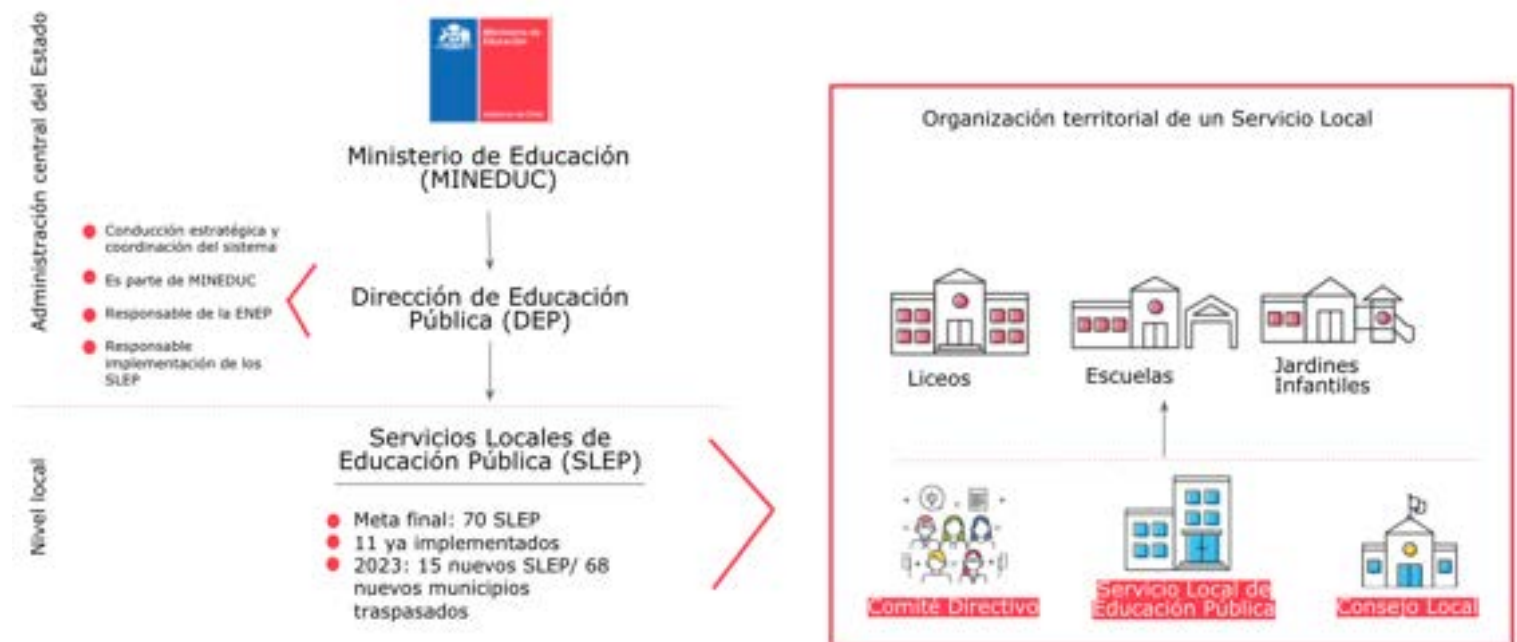 Administración central del Estado
Ministerio de
Educación
Ministerio de Educación
(MINEDUC)
Conducción estratégica y
coordinación del sistema
Es parte de MINEDUC
Responsable de la ENEP
Responsable
implementación de los
SLEP
Dirección de Educación
Pública (DEP)
Nivel local
Servicios Locales de
Educación Pública (SLEP)
Meta final: 70 SLEP
11 ya implementados
2023: 15 nuevos SLEP/ 68
nuevos municipios
traspasados
Organización territorial de un Servicio Local
Liceos
Escuelas
Jardines
Infantiles
Comité Directivo
Servicio Local de
Educación Pública
Consejo Local